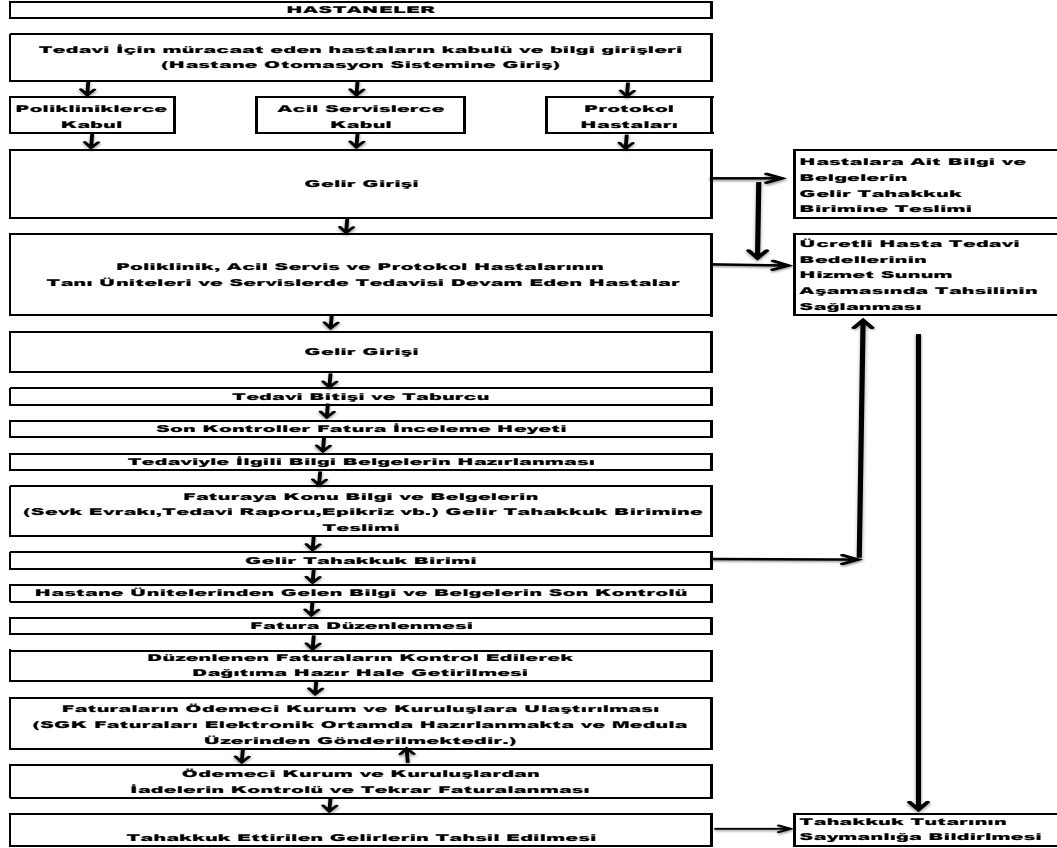 HASTANELER
Tedavi İçin müracaat eden hastaların kabulü ve bilgi girişleri
(Hastane Otomasyon Sistemine Giriş)
Polikliniklerce
Kabul
Acil Servislerce
Kabul
Protokol
Hastaları
Gelir Girişi
Hastalara Ait Bilgi ve
Belgelerin
Gelir Tahakkuk
Birimine Teslimi
Poliklinik, Acil Servis ve Protokol Hastalarının
Tanı Üniteleri ve Servislerde Tedavisi Devam Eden Hastalar
Ücretli Hasta Tedavi
Bedellerinin
Hizmet Sunum
Aşamasında Tahsilinin
Sağlanması
Gelir Girişi
Tedavi Bitişi ve Taburcu
Son Kontroller Fatura İnceleme Heyeti
Tedaviyle İlgili Bilgi Belgelerin Hazırlanması
Faturaya Konu Bilgi ve Belgelerin
(Sevk Evrakı,Tedavi Raporu,Epikriz vb.) Gelir Tahakkuk Birimine
Teslimi
Gelir Tahakkuk Birimi
Hastane Ünitelerinden Gelen Bilgi ve Belgelerin Son Kontrolü
Fatura Düzenlenmesi
Düzenlenen Faturaların Kontrol Edilerek
Dağıtıma Hazır Hale Getirilmesi
Faturaların Ödemeci Kurum ve Kuruluşlara Ulaştırılması
(SGK Faturaları Elektronik Ortamda Hazırlanmakta ve Medula
Üzerinden Gönderilmektedir.)
Ödemeci Kurum ve Kuruluşlardan
İadelerin Kontrolü ve Tekrar Faturalanması
Tahakkuk Ettirilen Gelirlerin Tahsil Edilmesi
Tahakkuk Tutarının
Saymanlığa Bildirlmesi